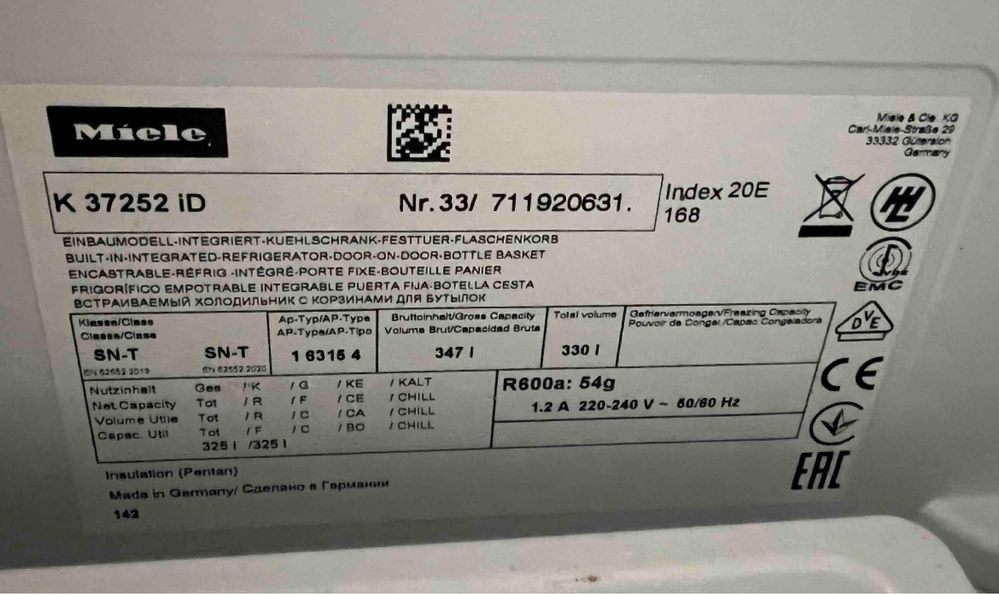 Miele
Miele & Cie KG
Carl-Miele-Straße 29
33332 Gütersloh
Germany
K 37252 iD
Nr.33/ 711920631.
Index 20E
168
EINBAUMODELL-INTEGRIERT-KUEHLSCHRANK-FESTTUER-FLASCHENKORB
BUILT-IN-INTEGRATED-REFRIGERATOR-DOOR-ON-DOOR-BOTTLE BASKET
ENCASTRABLE-RÉFRIG.-INTÉGRÉ-PORTE FIXE-BOUTEILLE PANIER
FRIGORÍFICO EMPOTRABLE INTEGRABLE PUERTA FIJA-BOTELLA CESTA
ВСТРАИВАЕМЫЙ ХОЛОДИЛЬНИК С КОРЗИНАМИ ДЛЯ БУТЫЛОК
Klasse/Class
Classe/Clase
SN-T SN-T
EN 62552 2013 EN 62552 2020
Ap-Typ/AP-Type
AP-Type/AP-Tipo
1 6315 4
Bruttoinhalt/Gross Capacity
Volume Brut/Capacidad Bruta
347 l
Total volume
330 l
Gefriervermoegen/Freezing Capacity
Pouvoir de Congel./Capac.Congeladora
Nutzinhalt Ges / K / G / KE / KALT
Net.Capacity Tot / R / F / CE / CHILL
Volume Utile Tot / R / C / CA / CHILL
Capac. Util Tot / F / C / BO / CHILL
325 l /325 l
R600a: 54g
1.2 A 220-240 V ~ 50/60 Hz
Insulation (Pentan)
Made in Germany/ Сделано в Германии
142
VDE
EMC
DVE
CE
EAC